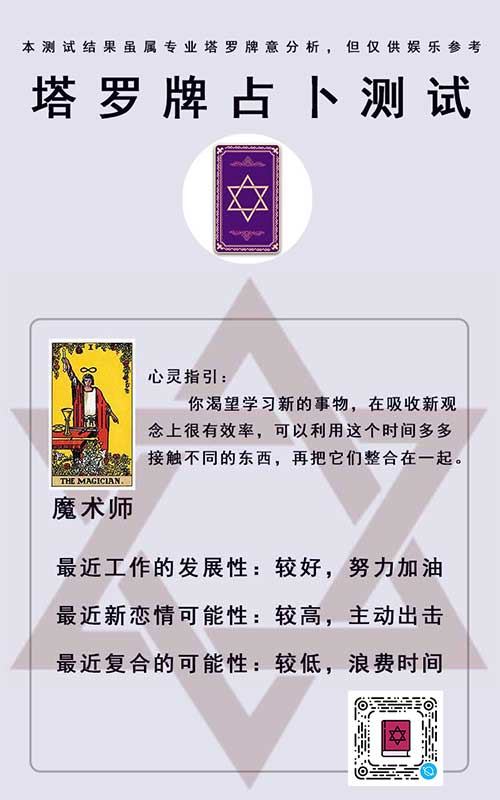 本测试结果虽属专业塔罗牌意分析，但仅供娱乐参考
塔罗牌占卜测试
I
THE MAGICIAN.
魔术师
心灵指引：
你渴望学习新的事物，在吸收新观
念上很有效率，可以利用这个时间多多
接触不同的东西，再把它们整合在一起。
最近工作的发展性：较好，努力加油
最近新恋情可能性：较高，主动出击
最近复合的可能性：较低，浪费时间